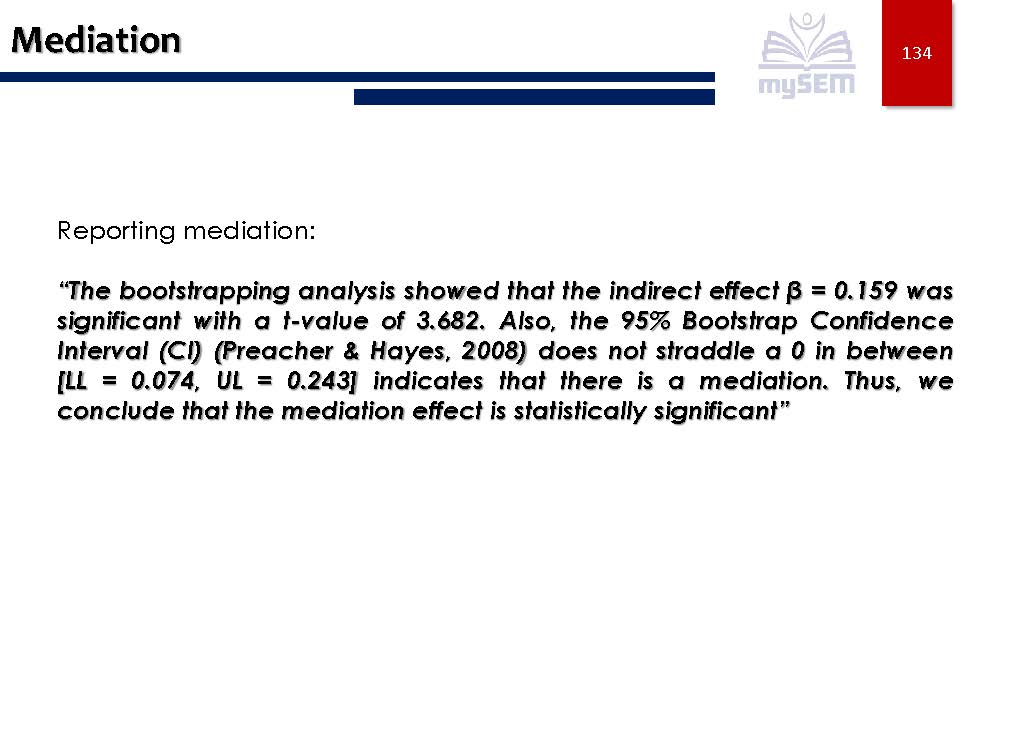 Mediation
mySEM
134
Reporting mediation:
“The bootstrapping analysis showed that the indirect effect β = 0.159 was
significant with a t-value of 3.682. Also, the 95% Bootstrap Confidence
Interval (CI) (Preacher & Hayes, 2008) does not straddle a 0 in between
[LL = 0.074, UL = 0.243] indicates that there is a mediation. Thus, we
conclude that the mediation effect is statistically significant”